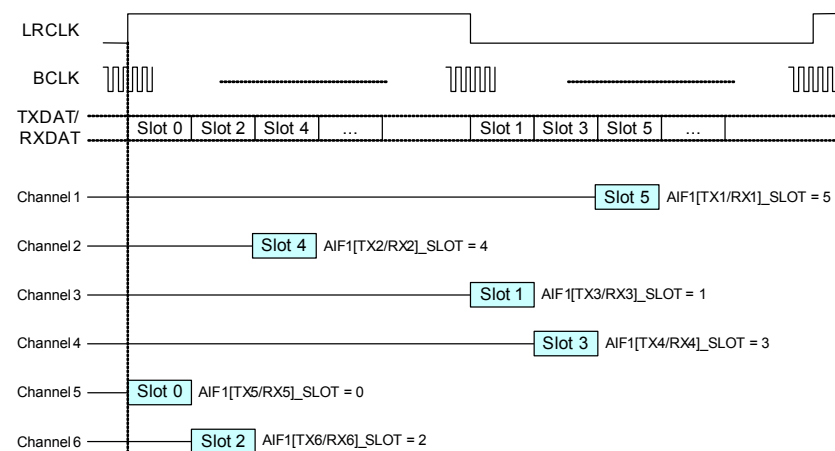 LRCLK
BCLK
TXDAT/
RXDAT
Slot 0 Slot 2 Slot 4 ... Slot 1 Slot 3 Slot 5 ...
Channel 1 Slot 5 AIF1[TX1/RX1]_SLOT = 5
Channel 2 Slot 4 AIF1[TX2/RX2]_SLOT = 4
Channel 3 Slot 1 AIF1[TX3/RX3]_SLOT = 1
Channel 4 Slot 3 AIF1[TX4/RX4]_SLOT = 3
Channel 5 Slot 0 AIF1[TX5/RX5]_SLOT = 0
Channel 6 Slot 2 AIF1[TX6/RX6]_SLOT = 2